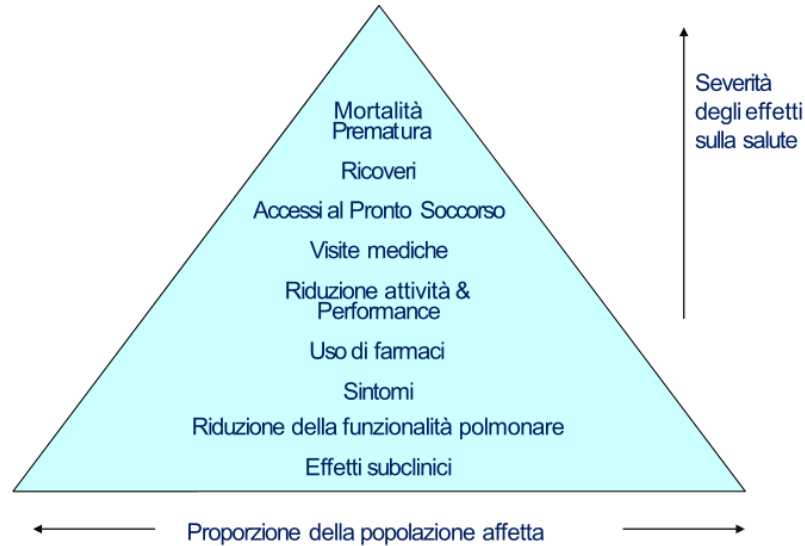 Mortalità
Prematura
Ricoveri
Accessi al Pronto Soccorso
Visite mediche
Riduzione attività &
Performance
Uso di farmaci
Sintomi
Riduzione della funzionalità polmonare
Effetti subclinici
Severità
degli effetti
sulla salute
Proporzione della popolazione affetta